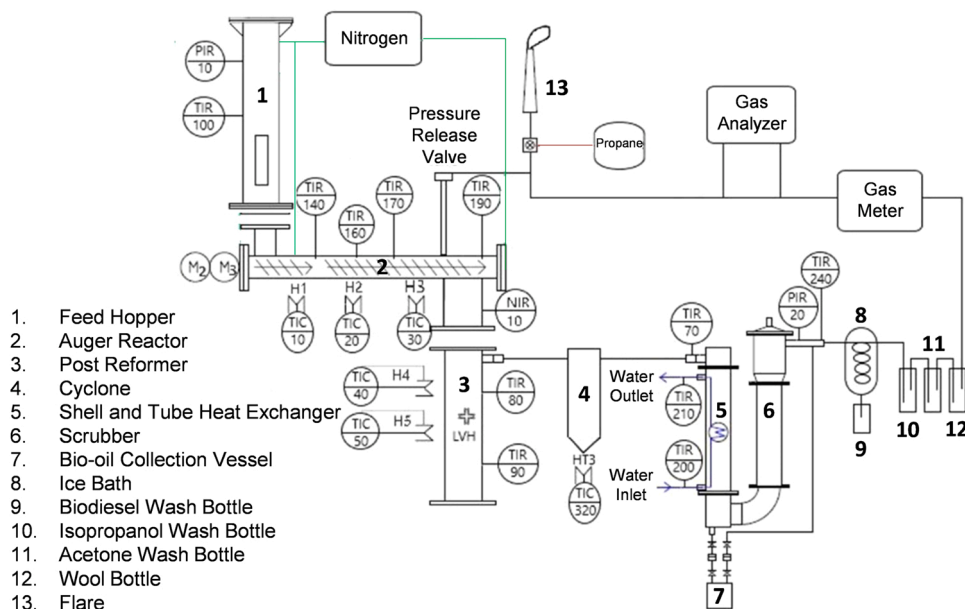 1
Nitrogen
PIR
10
TIR
100
13
Propane
Gas
Analyzer
Gas
Meter
Pressure
Release
Valve
TIR
140
TIR
160
TIR
170
TIR
190
M2
M3
2
H1
H2
H3
TIC
10
TIC
20
TIC
30
NIR
10
TIC
40
H4
TIC
50
H5
3
LVH
TIR
80
TIR
90
4
HT3
TIC
320
TIR
70
Water
Outlet
TIR
210
5
TIR
200
Water
Inlet
6
7
PIR
20
TIR
240
8
9
10
11
12
1. Feed Hopper
2. Auger Reactor
3. Post Reformer
4. Cyclone
5. Shell and Tube Heat Exchanger
6. Scrubber
7. Bio-oil Collection Vessel
8. Ice Bath
9. Biodiesel Wash Bottle
10. Isopropanol Wash Bottle
11. Acetone Wash Bottle
12. Wool Bottle
13. Flare